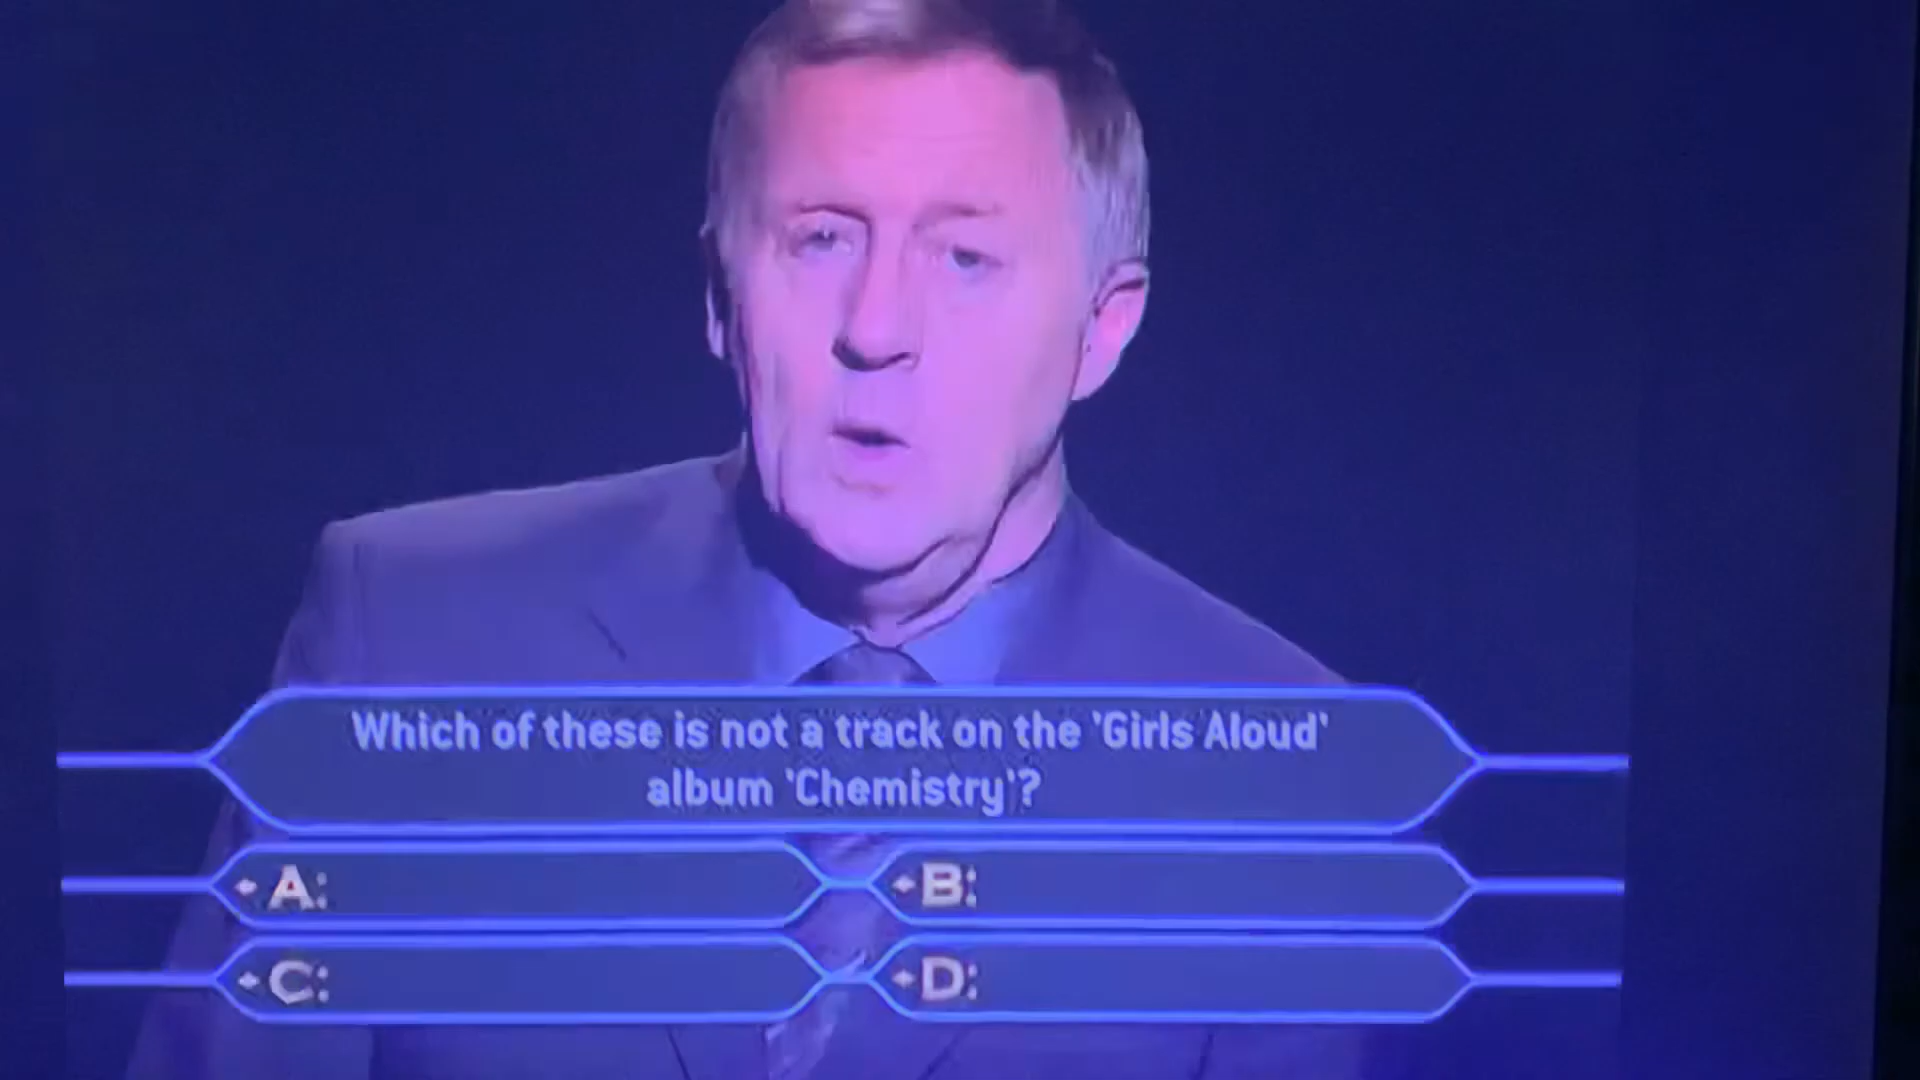 Which of these is not a track on the 'Girls Aloud'
album 'Chemistry'?
A:
B:
C:
D: